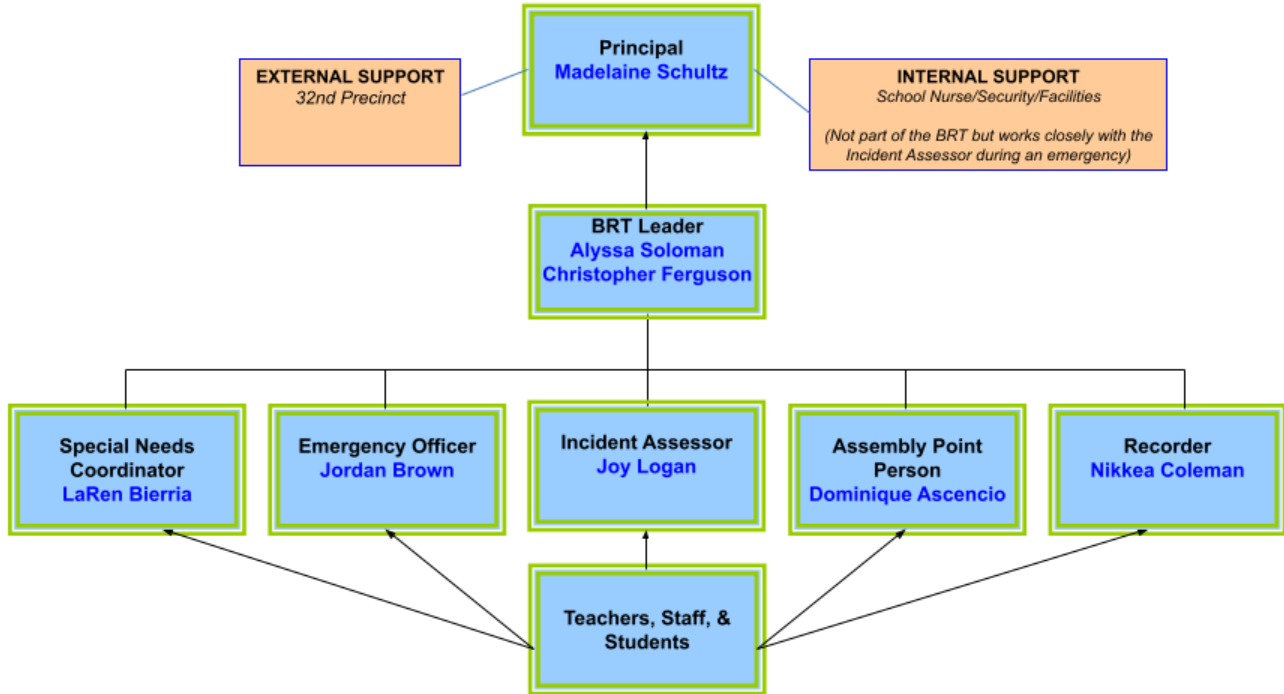 Principal
Madelaine Schultz
EXTERNAL SUPPORT
32nd Precinct
INTERNAL SUPPORT
School Nurse/Security/Facilities
(Not part of the BRT but works closely with the
Incident Assessor during an emergency)
BRT Leader
Alyssa Soloman
Christopher Ferguson
Special Needs
Coordinator
LaRen Bierria
Emergency Officer
Jordan Brown
Incident Assessor
Joy Logan
Assembly Point
Person
Dominique Ascencio
Recorder
Nikkea Coleman
Teachers, Staff, &
Students